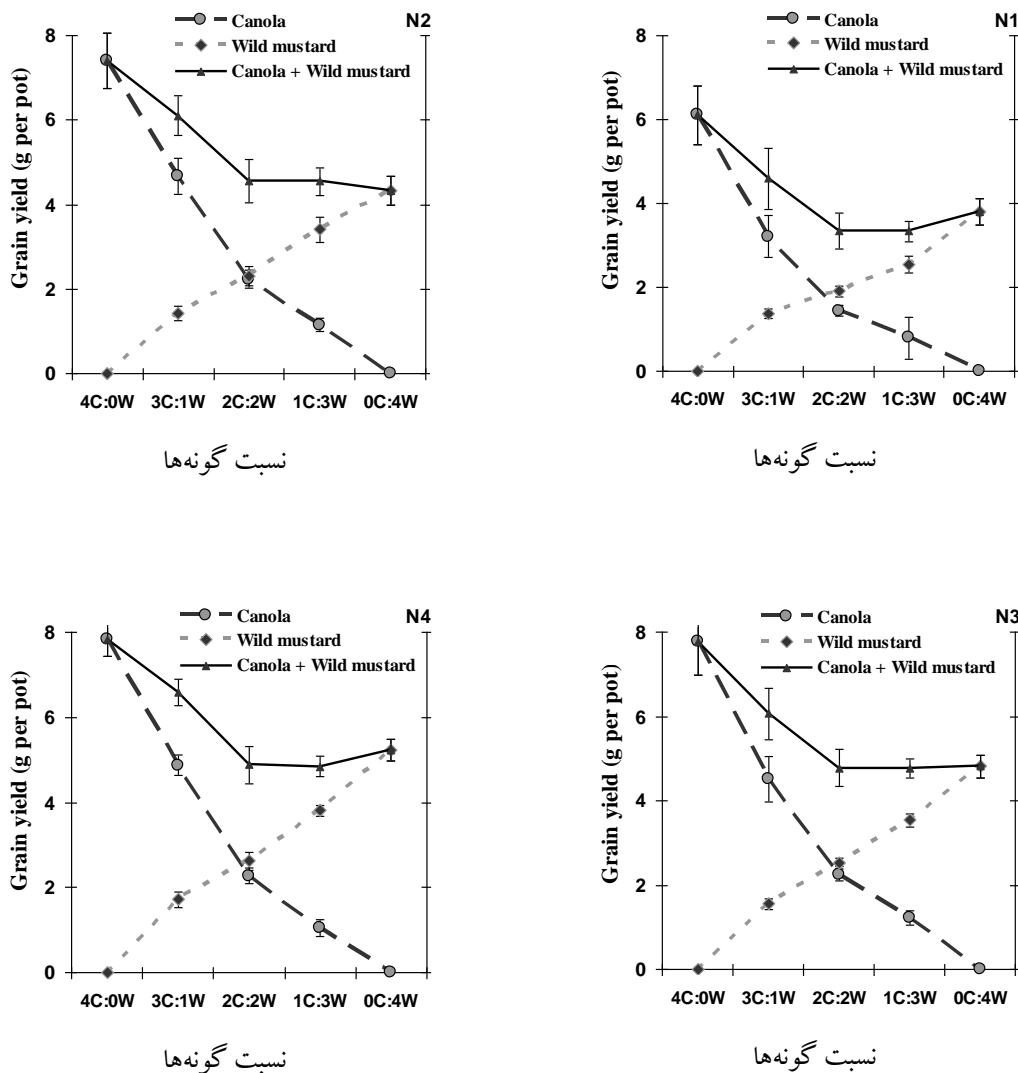 N2
Canola
Wild mustard
Canola + Wild mustard
Grain yield (g per pot)
8
6
4
2
0
4C:0W 3C:1W 2C:2W 1C:3W 0C:4W
نسبت گونه‌ها
N1
Canola
Wild mustard
Canola + Wild mustard
Grain yield (g per pot)
8
6
4
2
0
4C:0W 3C:1W 2C:2W 1C:3W 0C:4W
نسبت گونه‌ها
N4
Canola
Wild mustard
Canola + Wild mustard
Grain yield (g per pot)
8
6
4
2
0
4C:0W 3C:1W 2C:2W 1C:3W 0C:4W
نسبت گونه‌ها
N3
Canola
Wild mustard
Canola + Wild mustard
Grain yield (g per pot)
8
6
4
2
0
4C:0W 3C:1W 2C:2W 1C:3W 0C:4W
نسبت گونه‌ها